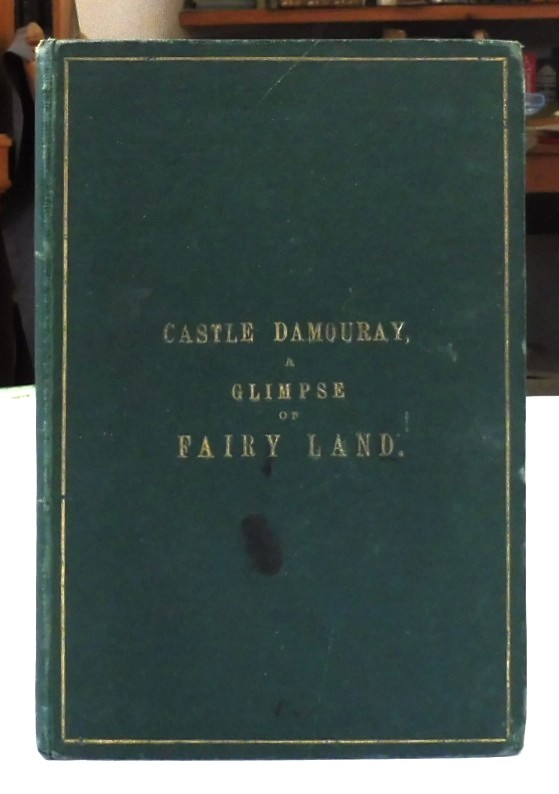 CASTLE DAMOURAY,
A
GLIMPSE
OF
FAIRY LAND.